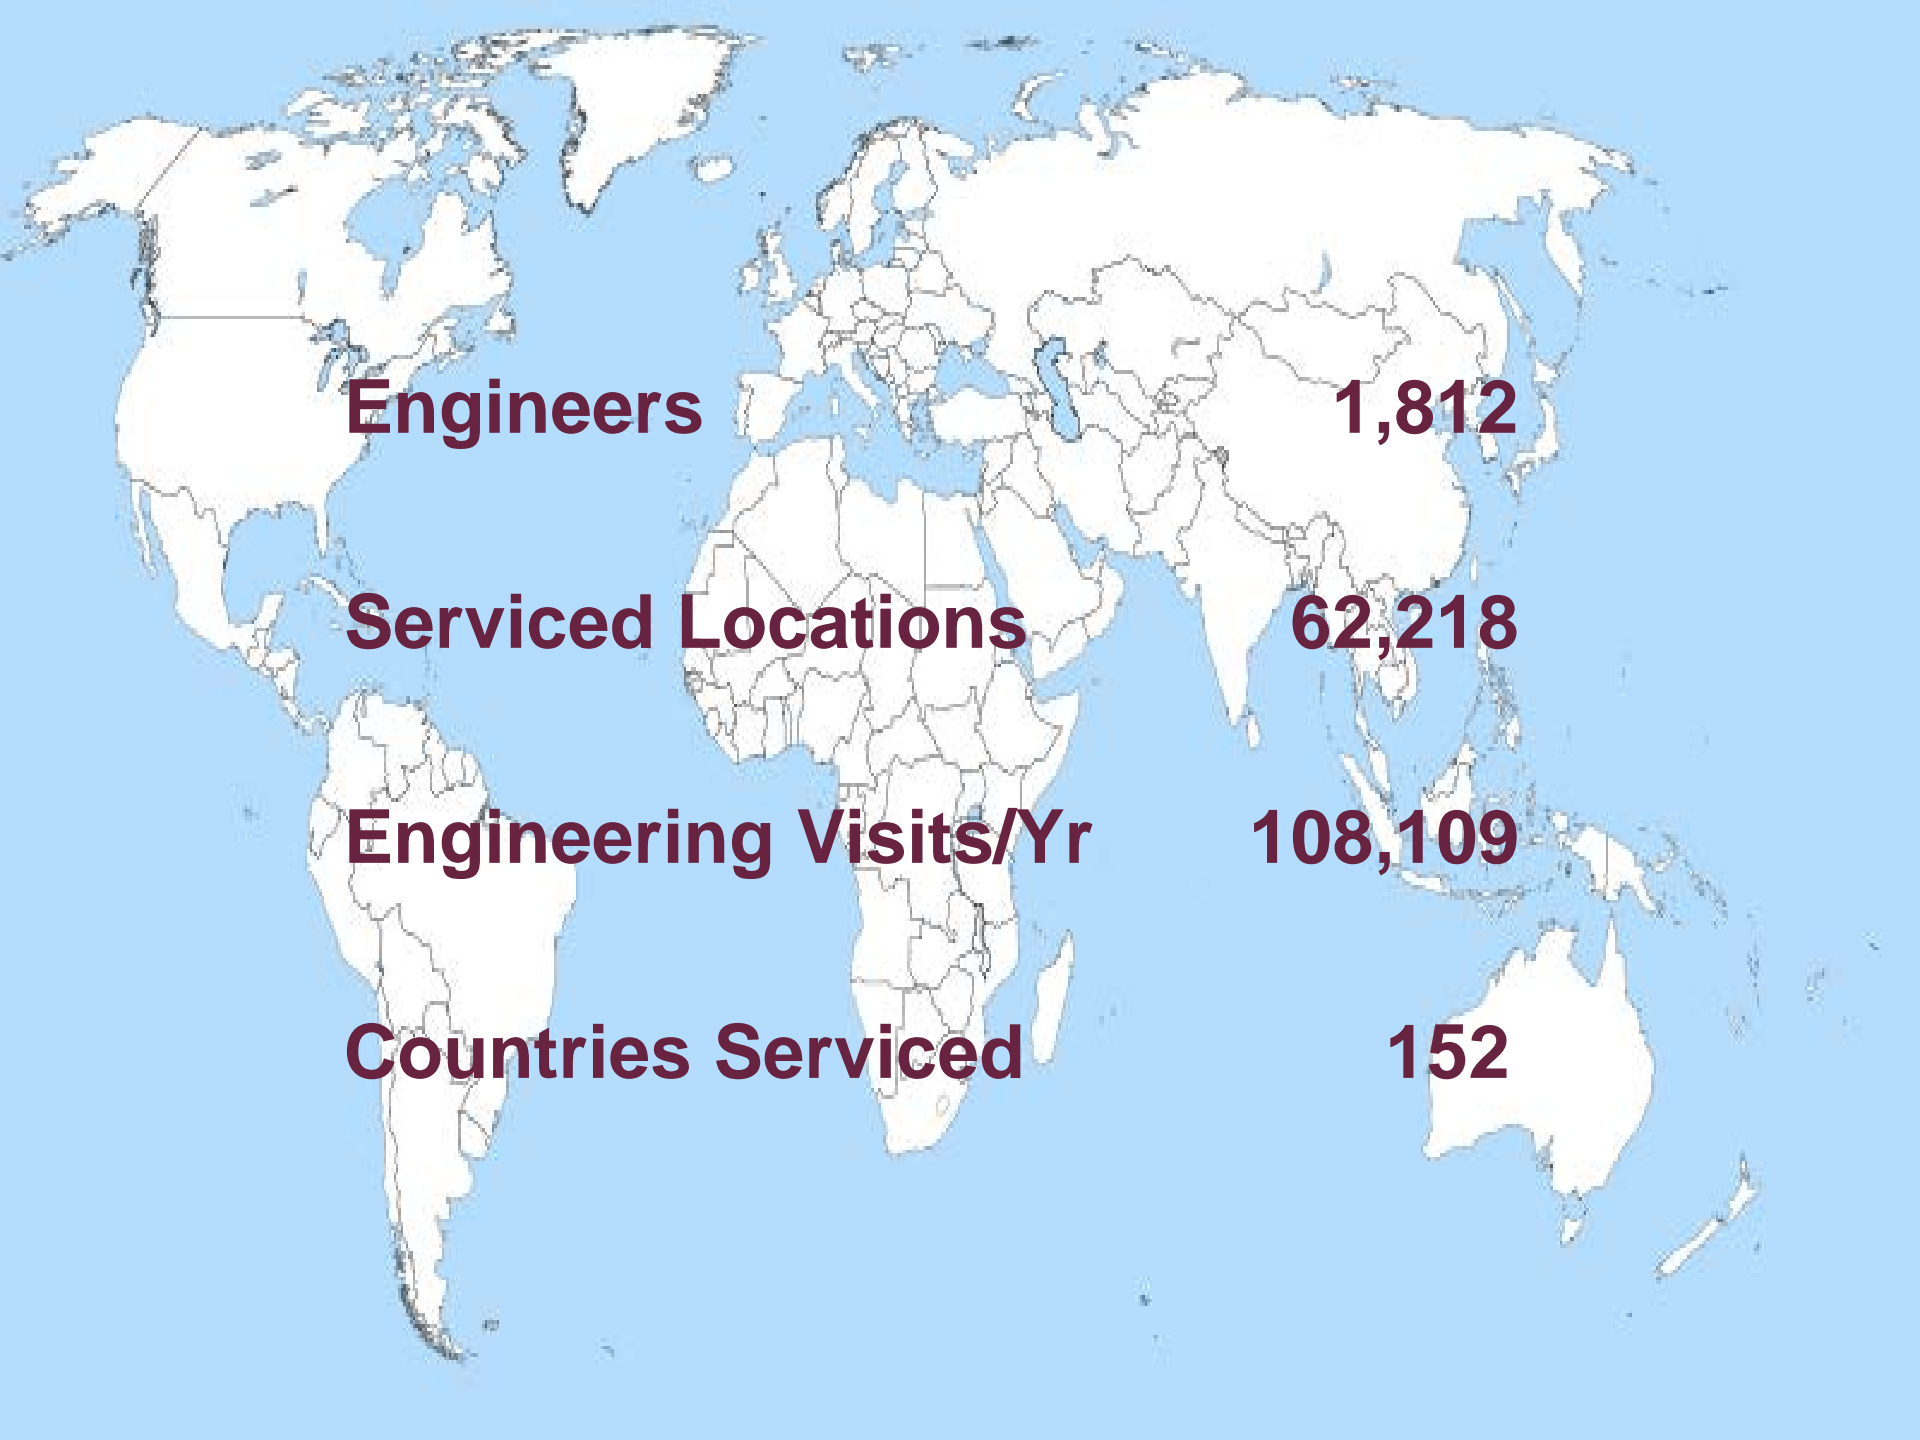 Engineers 1,812
Serviced Locations 62,218
Engineering Visits/Yr 108,109
Countries Serviced 152